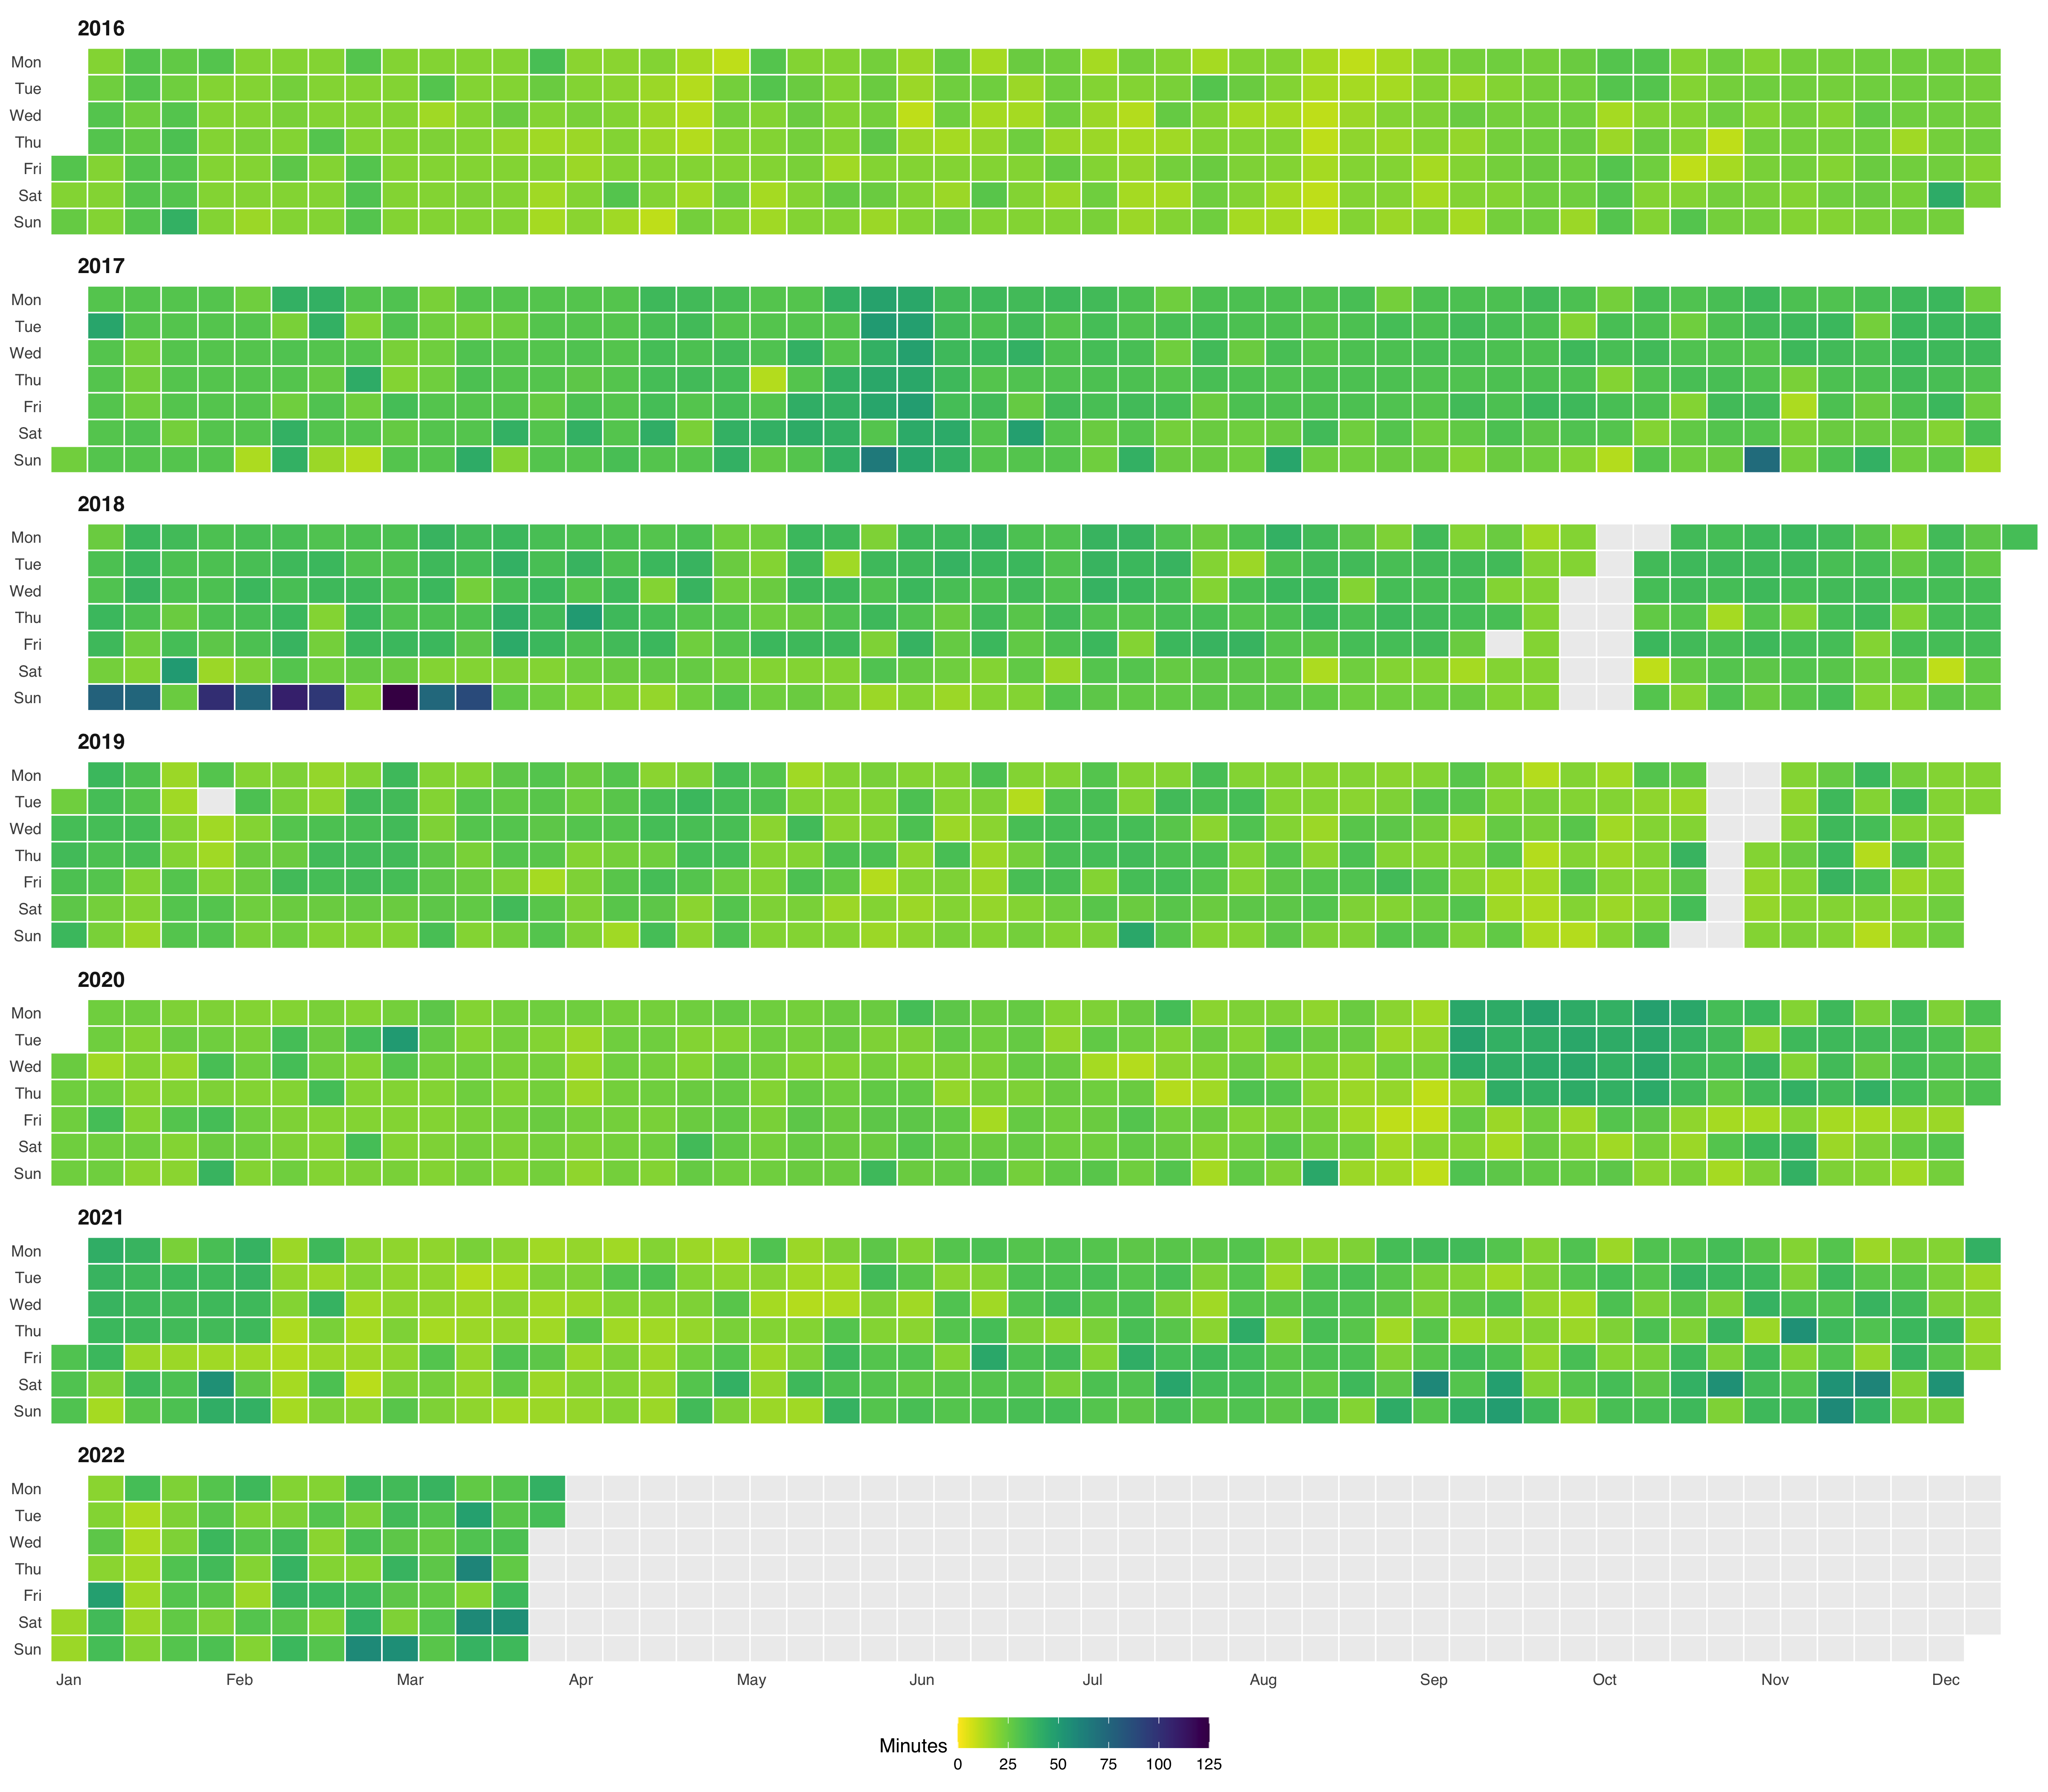 2016
Mon
Tue
Wed
Thu
Fri
Sat
Sun
2017
Mon
Tue
Wed
Thu
Fri
Sat
Sun
2018
Mon
Tue
Wed
Thu
Fri
Sat
Sun
2019
Mon
Tue
Wed
Thu
Fri
Sat
Sun
2020
Mon
Tue
Wed
Thu
Fri
Sat
Sun
2021
Mon
Tue
Wed
Thu
Fri
Sat
Sun
2022
Mon
Tue
Wed
Thu
Fri
Sat
Sun
Jan Feb Mar Apr May Jun Jul Aug Sep Oct Nov Dec
Minutes
0 25 50 75 100 125